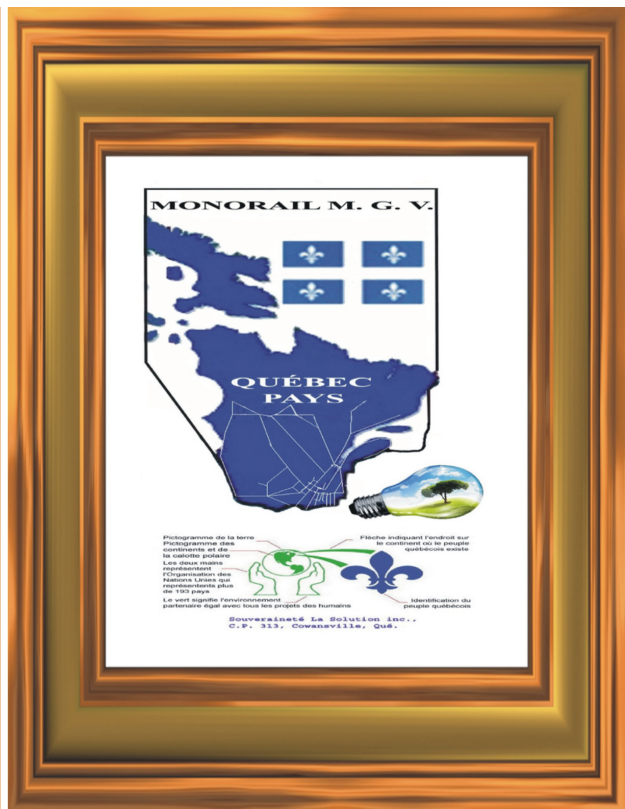 MONORAIL M. G. V.
QUÉBEC
PAYS
Pictogramme de la terre
Pictogramme des
continents et de
la calotte polaire
Les deux mains
représentent
l'Organisation des
Nations Unies qui
représentents plus
de 193 pays
Le vert signifie l'environnement
partenaire égal avec tous les projets des humains
Flèche indiquant l'endroit sur
le continent où le peuple
québécois existe
Identification du
peuple québécois
Souveraineté La Solution inc.,
C.P. 313, Cowansville, Qué.